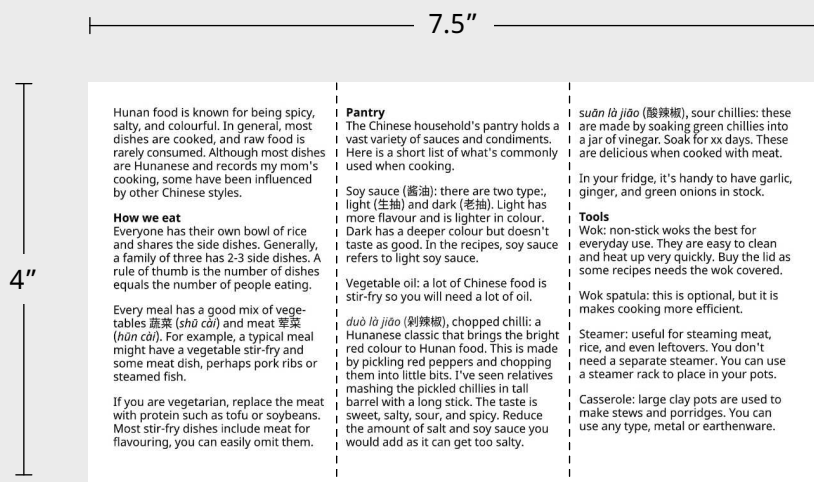 7.5”
4”
Hunan food is known for being spicy,
salty, and colourful. In general, most
dishes are cooked, and raw food is
rarely consumed. Although most dishes
are Hunanese and records my mom's
cooking, some have been influenced
by other Chinese styles.
How we eat
Everyone has their own bowl of rice
and shares the side dishes. Generally,
a family of three has 2-3 side dishes. A
rule of thumb is the number of dishes
equals the number of people eating.
Every meal has a good mix of vege-
tables 蔬菜 (shū cài) and meat 荤菜
(hūn cài). For example, a typical meal
might have a vegetable stir-fry and
some meat dish, perhaps pork ribs or
steamed fish.
If you are vegetarian, replace the meat
with protein such as tofu or soybeans.
Most stir-fry dishes include meat for
flavouring, you can easily omit them.
Pantry
The Chinese household's pantry holds a
vast variety of sauces and condiments.
Here is a short list of what's commonly
used when cooking.
Soy sauce (酱油): there are two type:,
light (生抽) and dark (老抽). Light has
more flavour and is lighter in colour.
Dark has a deeper colour but doesn't
taste as good. In the recipes, soy sauce
refers to light soy sauce.
Vegetable oil: a lot of Chinese food is
stir-fry so you will need a lot of oil.
duò là jiāo (剁辣椒), chopped chilli: a
Hunanese classic that brings the bright
red colour to Hunan food. This is made
by pickling red peppers and chopping
them into little bits. I've seen relatives
mashing the pickled chillies in tall
barrel with a long stick. The taste is
sweet, salty, sour, and spicy. Reduce
the amount of salt and soy sauce you
would add as it can get too salty.
suān là jiāo (酸辣椒), sour chillies: these
are made by soaking green chillies into
a jar of vinegar. Soak for xx days. These
are delicious when cooked with meat.
In your fridge, it's handy to have garlic,
ginger, and green onions in stock.
Tools
Wok: non-stick woks the best for
everyday use. They are easy to clean
and heat up very quickly. Buy the lid as
some recipes needs the wok covered.
Wok spatula: this is optional, but it is
makes cooking more efficient.
Steamer: useful for steaming meat,
rice, and even leftovers. You don't
need a separate steamer. You can use
a steamer rack to place in your pots.
Casserole: large clay pots are used to
make stews and porridges. You can
use any type, metal or earthenware.